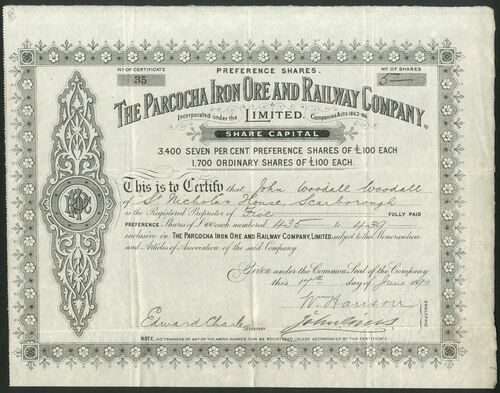 PREFERENCE SHARES.
No OF CERTIFICATE
35
No OF SHARES
5
THE PARCOCHA IRON ORE AND RAILWAY COMPANY,
Incorporated under the LIMITED. Companies Acts 1862-86
SHARE CAPITAL
3,400 SEVEN PER CENT PREFERENCE SHARES OF £100 EACH
1,700 ORDINARY SHARES OF £100 EACH.
This is to Certify that John Woodall Woodall
of St Nicholas House, Scarborough
is the Registered Proprietor of Five FULLY PAID
PREFERENCE Shares of £100 each numbered 435 to 439
inclusive in THE PARCOCHA IRON ORE AND RAILWAY COMPANY, LIMITED, subject to the Memorandum
and Articles of Association of the said Company.
Given under the Common Seal of the Company
this 17th day of June 1890
Edward Charles SECRETARY
DIRECTORS
NOTE, NO TRANSFER OF ANY OF THE ABOVE SHARES CAN BE REGISTERED UNLESS ACCOMPANIED BY THIS CERTIFICATE.